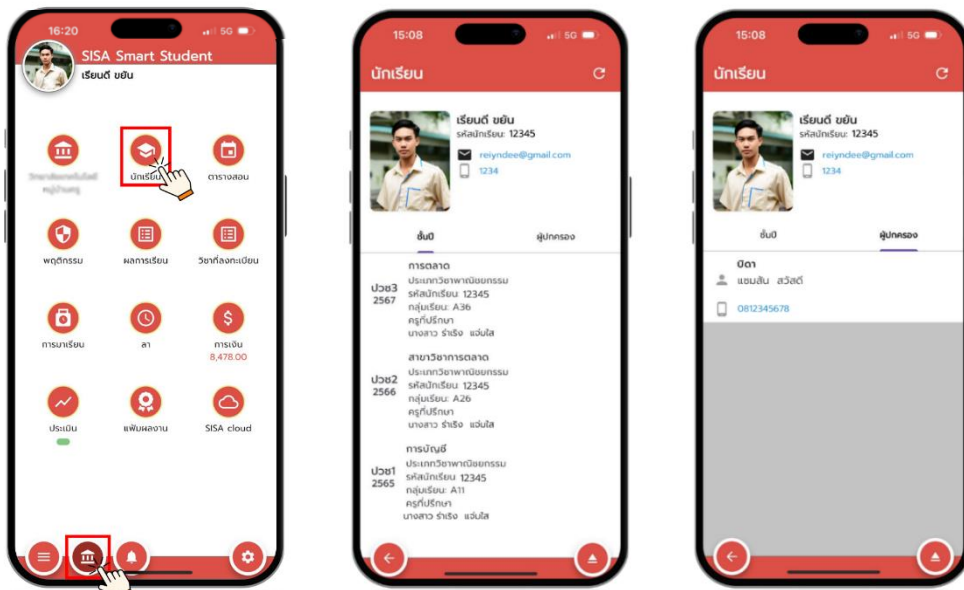 16:20
5G
SISA Smart Student
เรียนดี ขยัน
นักเรียน
ตารางสอน
พฤติกรรม
ผลการเรียน
วิชาที่ลงทะเบียน
การมาเรียน
ลา
การเงิน
8,478.00
ประเมิน
แฟ้มผลงาน
SISA cloud
15:08
5G
นักเรียน
เรียนดี ขยัน
รหัสนักเรียน: 12345
reiyndee@gmail.com
1234
ชั้นปี
ผู้ปกครอง
การตลาด
ปวช3
2567
ประเภทวิชาพาณิชยกรรม
รหัสนักเรียน: 12345
กลุ่มเรียน: A36
ครูที่ปรึกษา
นางสาว ร่าเริง แจ่มใส
สาขาวิชาการตลาด
ปวช2
2566
ประเภทวิชาพาณิชยกรรม
รหัสนักเรียน 12345
กลุ่มเรียน: A26
ครูที่ปรึกษา
นางสาว ร่าเริง แจ่มใส
การบัญชี
ปวช1
2565
ประเภทวิชาพาณิชยกรรม
รหัสนักเรียน 12345
กลุ่มเรียน: A11
ครูที่ปรึกษา
นางสาว ร่าเริง แจ่มใส
15:08
5G
นักเรียน
เรียนดี ขยัน
รหัสนักเรียน: 12345
reiyndee@gmail.com
1234
ชั้นปี
ผู้ปกครอง
บิดา
แซมสัน สวัสดี
0812345678